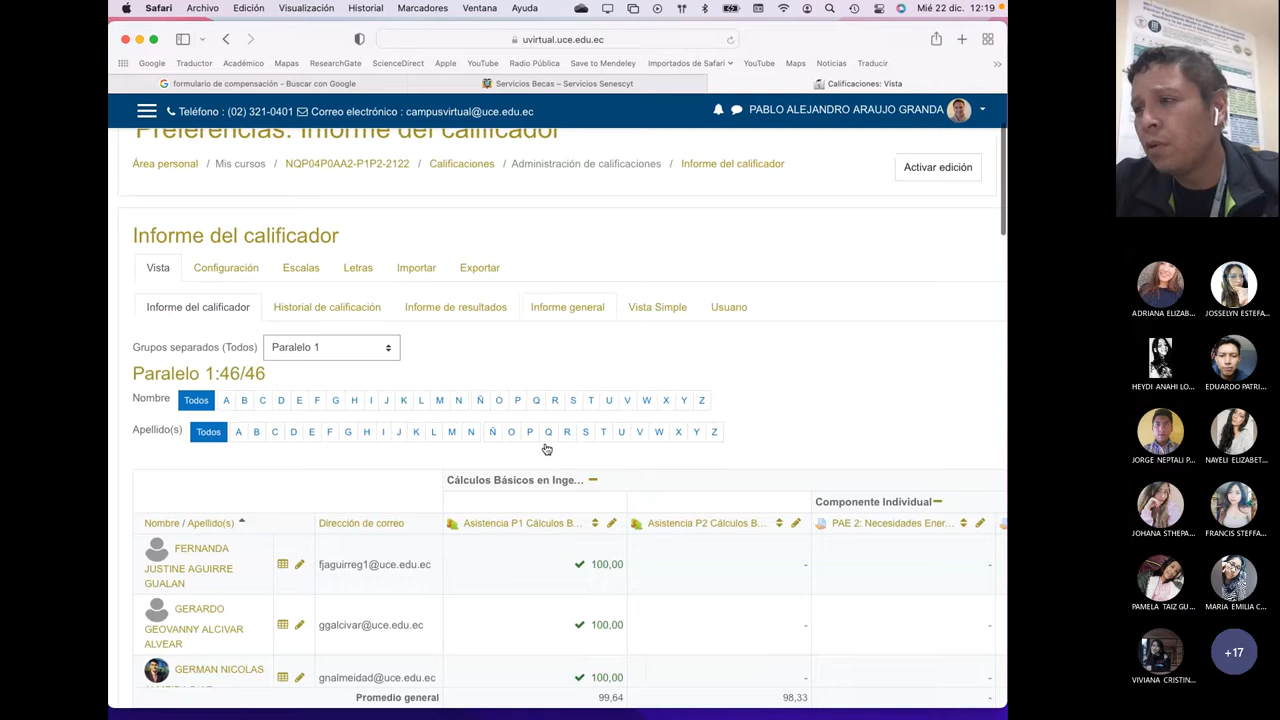 Safari Archivo Edición Visualización Historial Marcadores Ventana Ayuda Mié 22 dic. 12:19
uvirtual.uce.edu.ec
Google Traductor Académico Mapas ResearchGate ScienceDirect Apple YouTube Radio Pública Save to Mendeley Importados de Safari YouTube Maps Noticias Traducir
formulario de compensación - Buscar con Google Servicios Becas – Servicios Senescyt Calificaciones: Vista
Teléfono : (02) 321-0401 Correo electrónico : campusvirtual@uce.edu.ec PABLO ALEJANDRO ARAUJO GRANDA
Preferencias: Informe del calificador
Área personal / Mis cursos / NQP04P0AA2-P1P2-2122 / Calificaciones / Administración de calificaciones / Informe del calificador
Activar edición
Informe del calificador
Vista Configuración Escalas Letras Importar Exportar
Informe del calificador Historial de calificación Informe de resultados Informe general Vista Simple Usuario
Grupos separados (Todos) Paralelo 1
Paralelo 1:46/46
Nombre Todos A B C D E F G H I J K L M N Ñ O P Q R S T U V W X Y Z
Apellido(s) Todos A B C D E F G H I J K L M N Ñ O P Q R S T U V W X Y Z
Cálculos Básicos en Inge...
Componente Individual
Nombre / Apellido(s) Dirección de correo Asistencia P1 Cálculos B... Asistencia P2 Cálculos B... PAE 2: Necesidades Ener...
FERNANDA
JUSTINE AGUIRRE
GUALAN
fjaguirreg1@uce.edu.ec 100,00 - -
GERARDO
GEOVANNY ALCIVAR
ALVEAR
ggalcivar@uce.edu.ec 100,00 - -
GERMAN NICOLAS
gnalmeidad@uce.edu.ec 100,00 - -
Promedio general 99,64 98,33 -
ADRIANA ELIZAB... JOSSELYN ESTEFA...
HEYDI ANAHI LO... EDUARDO PATRI...
JORGE NEPTALI P... NAYELI ELIZABET...
JOHANA STHEPA... FRANCIS STEFFA...
PAMELA TAIZ GU... MARIA EMILIA C...
VIVIANA CRISTIN... +17